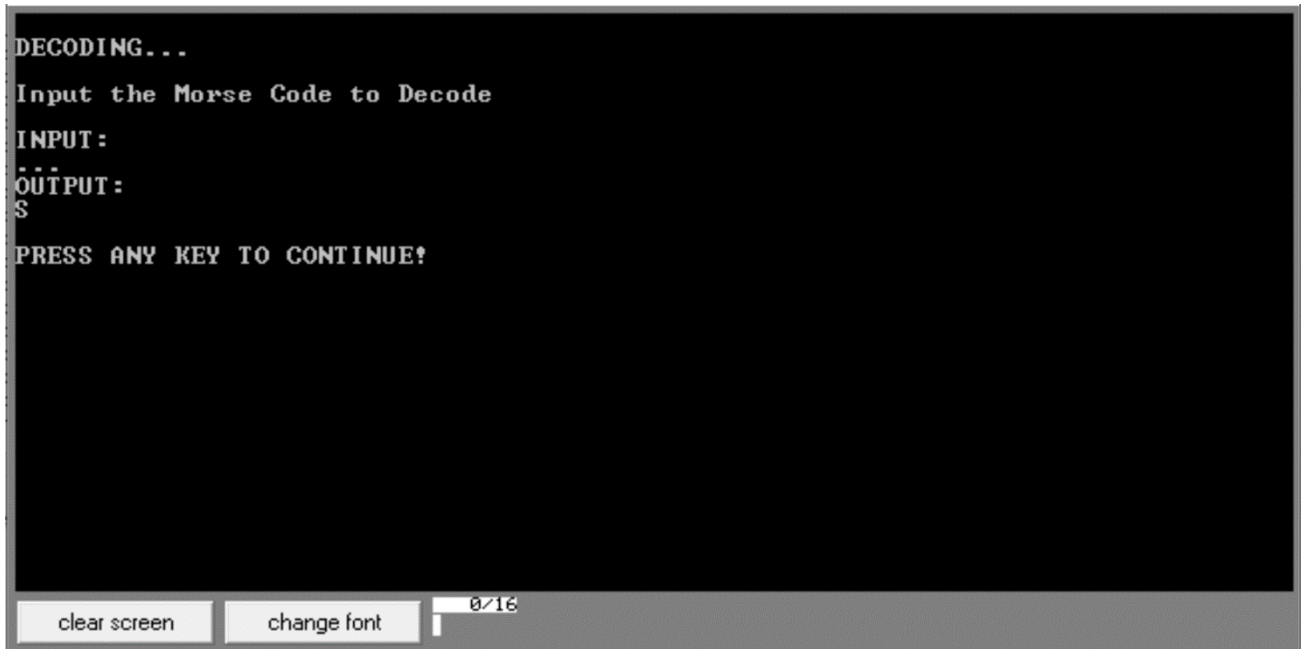 DECODING...
Input the Morse Code to Decode
INPUT:
...
OUTPUT:
S
PRESS ANY KEY TO CONTINUE!
clear screen
change font
0/16